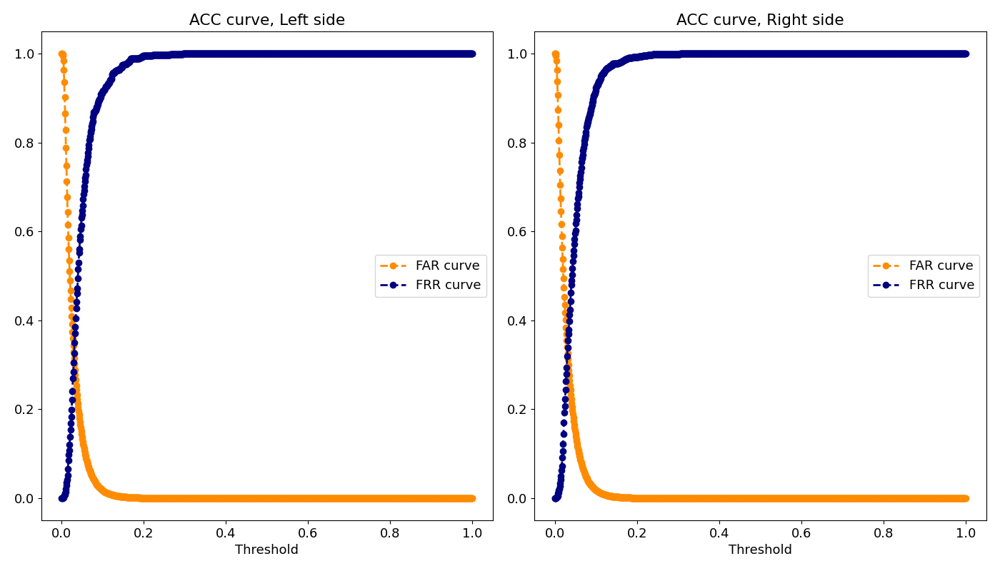 ACC curve, Left side
1.0
0.8
0.6
0.4
0.2
0.0
FAR curve
FRR curve
0.0 0.2 0.4 0.6 0.8 1.0
Threshold
ACC curve, Right side
1.0
0.8
0.6
0.4
0.2
0.0
FAR curve
FRR curve
0.0 0.2 0.4 0.6 0.8 1.0
Threshold